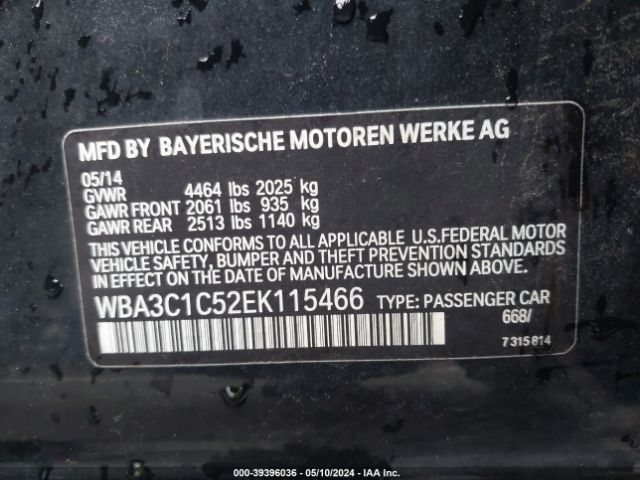 MFD BY BAYERISCHE MOTOREN WERKE AG
05/14
GVWR 4464 lbs 2025 kg
GAWR FRONT 2061 lbs 935 kg
GAWR REAR 2513 lbs 1140 kg
THIS VEHICLE CONFORMS TO ALL APPLICABLE U.S.FEDERAL MOTOR
VEHICLE SAFETY, BUMPER AND THEFT PREVENTION STANDARDS
IN EFFECT ON THE DATE OF MANUFACTURE SHOWN ABOVE.
WBA3C1C52EK115466 TYPE: PASSENGER CAR
668/
7 315 814
000-39396036 - 05/10/2024 - IAA Inc.